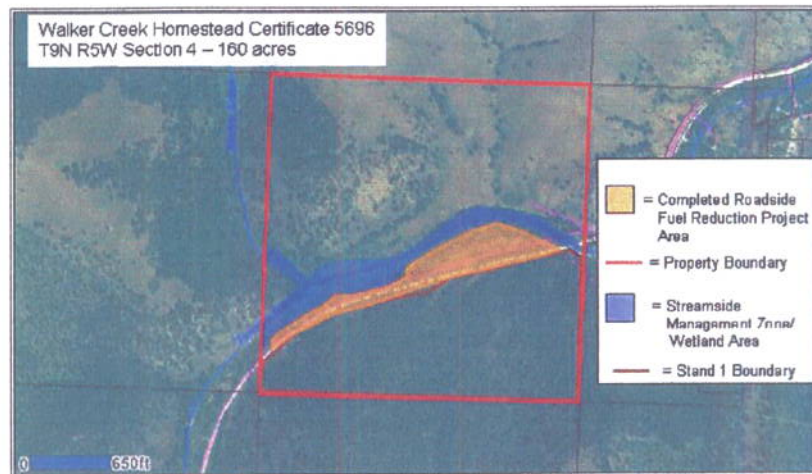 Walker Creek Homestead Certificate 5696
T9N R5W Section 4 – 160 acres
= Completed Roadside
Fuel Reduction Project
Area
= Property Boundary
= Streamside
Management Zone/
Wetland Area
= Stand 1 Boundary
0 650ft